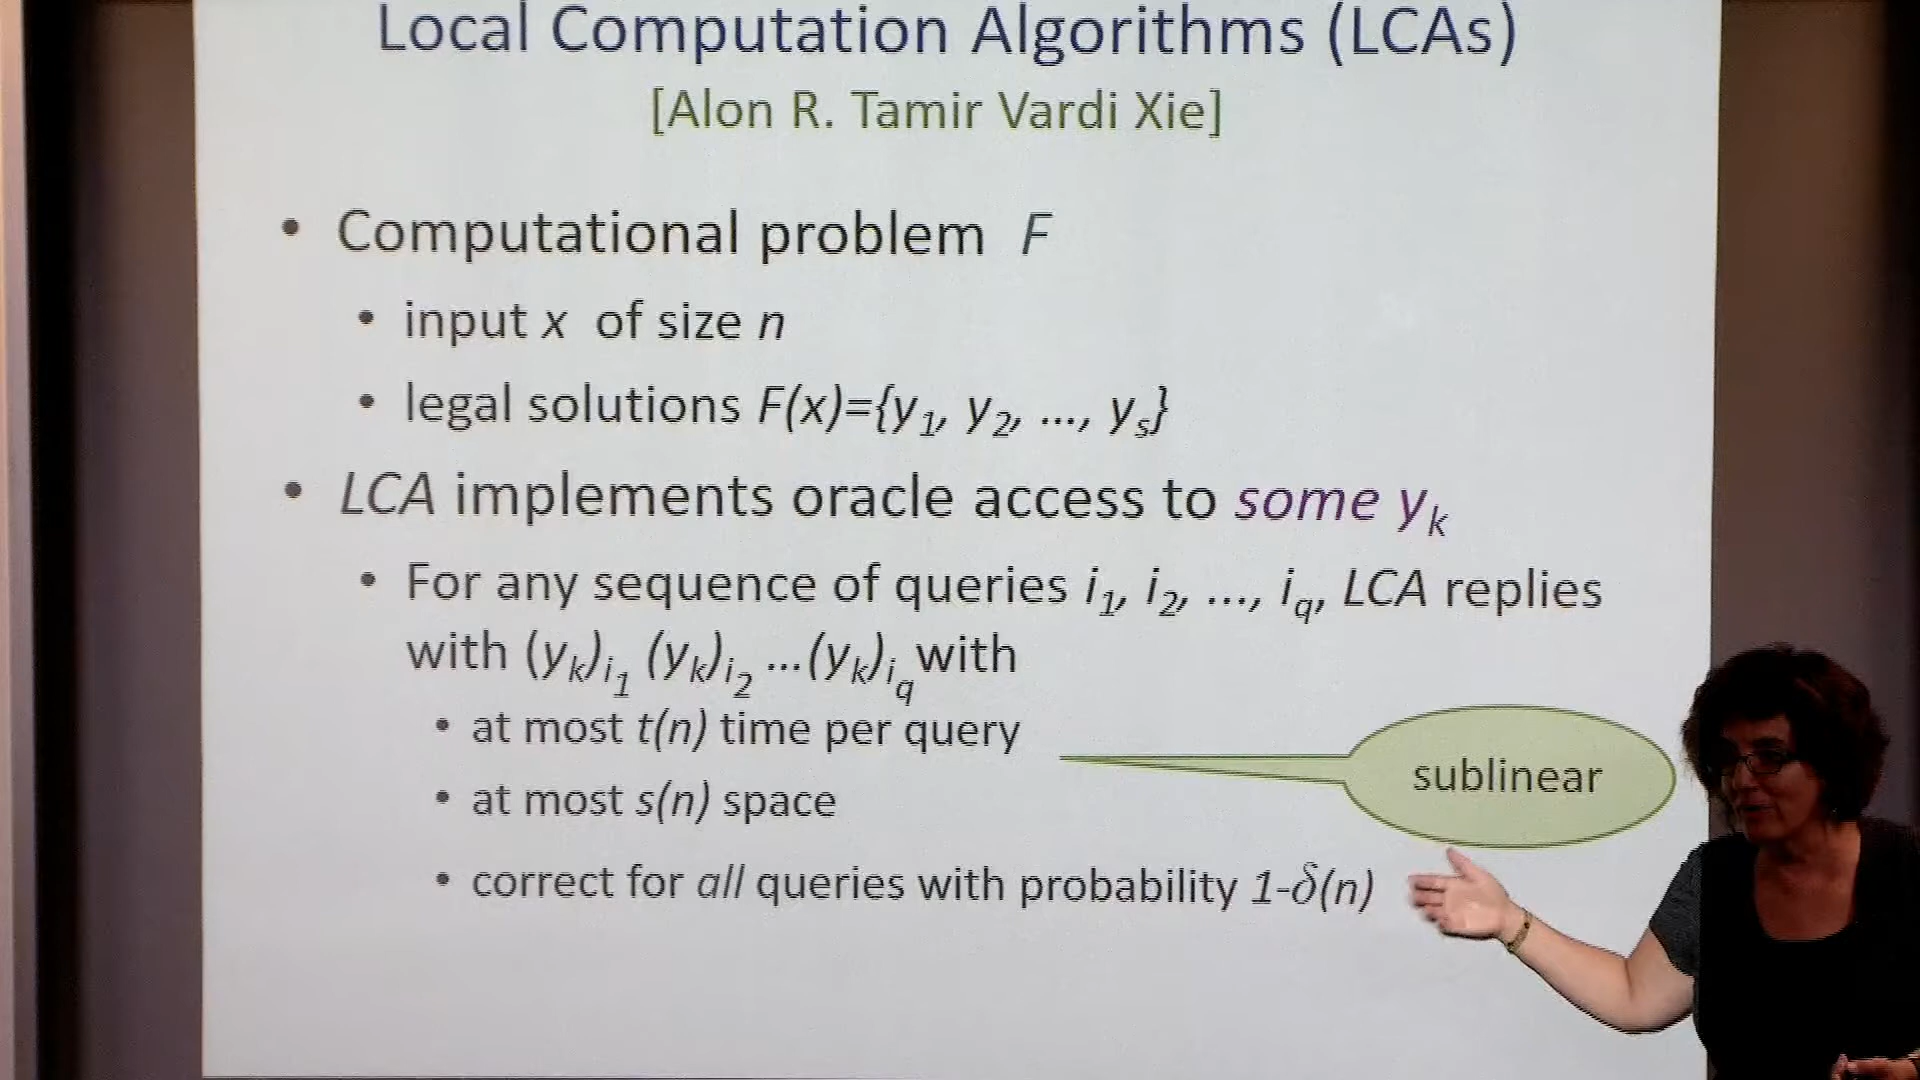 Local Computation Algorithms (LCAs)
[Alon R. Tamir Vardi Xie]
• Computational problem F
• input x of size n
• legal solutions F(x)={y₁, y₂, ..., yₛ}
• LCA implements oracle access to some yₖ
• For any sequence of queries i₁, i₂, ..., i_q, LCA replies
with (yₖ)_{i₁} (yₖ)_{i₂} ...(yₖ)_{i_q} with
• at most t(n) time per query
• at most s(n) space
sublinear
• correct for all queries with probability 1-δ(n)